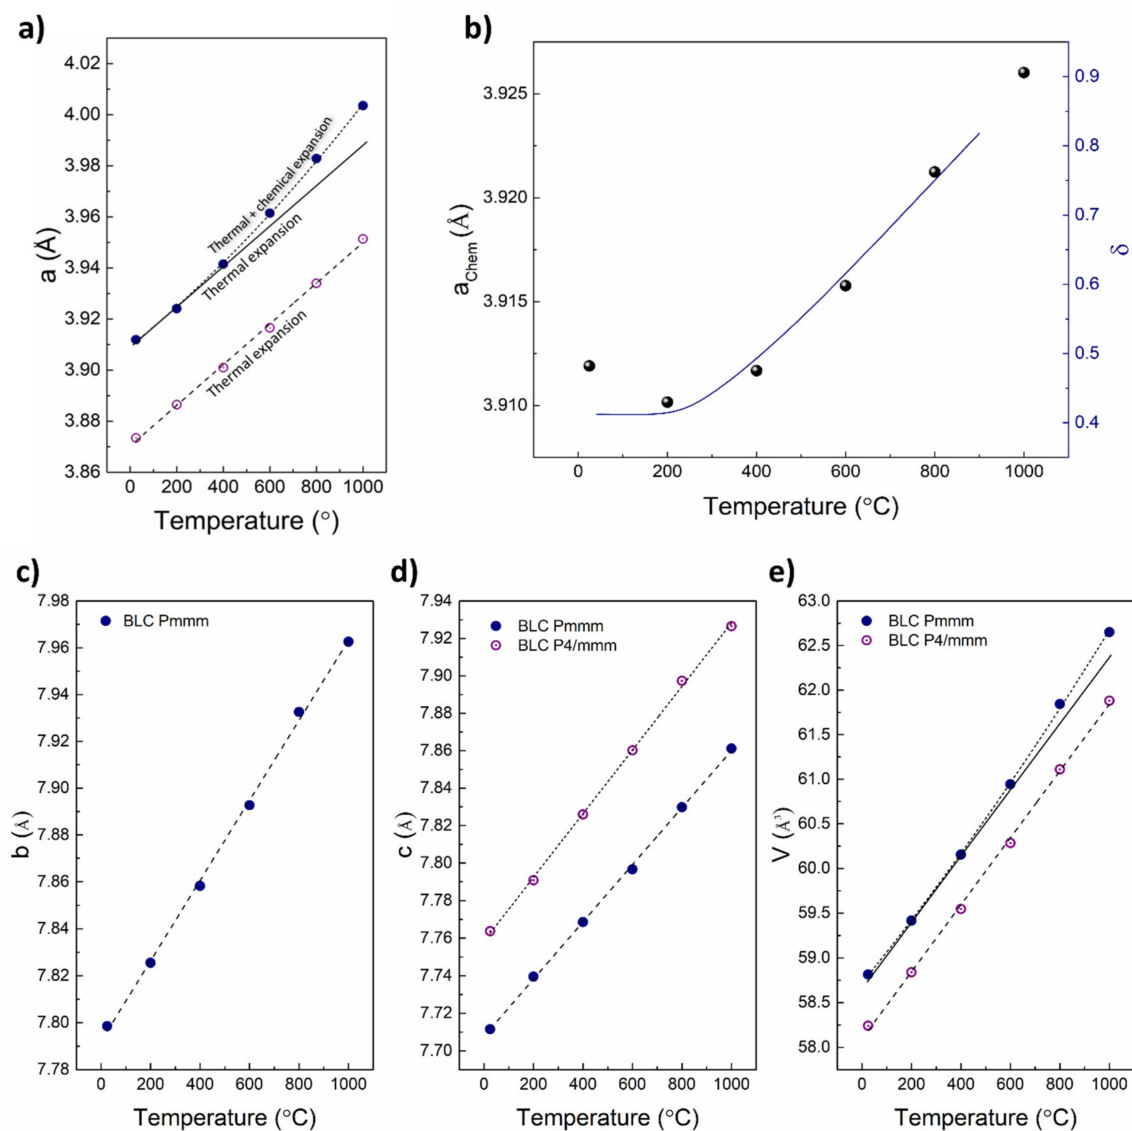 a)
4.02
4.00
3.98
3.96
3.94
3.92
3.90
3.88
3.86
a (Å)
Thermal + chemical expansion
Thermal expansion
Thermal expansion
0 200 400 600 800 1000
Temperature (°)
b)
3.925
3.920
3.915
3.910
a_Chem (Å)
0.9
0.8
0.7
0.6
0.5
0.4
δ
0 200 400 600 800 1000
Temperature (°C)
c)
7.98
7.96
7.94
7.92
7.90
7.88
7.86
7.84
7.82
7.80
7.78
b (Å)
BLC Pmmm
0 200 400 600 800 1000
Temperature (°C)
d)
7.94
7.92
7.90
7.88
7.86
7.84
7.82
7.80
7.78
7.76
7.74
7.72
7.70
c (Å)
BLC Pmmm
BLC P4/mmm
0 200 400 600 800 1000
Temperature (°C)
e)
63.0
62.5
62.0
61.5
61.0
60.5
60.0
59.5
59.0
58.5
58.0
V (Å³)
BLC Pmmm
BLC P4/mmm
0 200 400 600 800 1000
Temperature (°C)